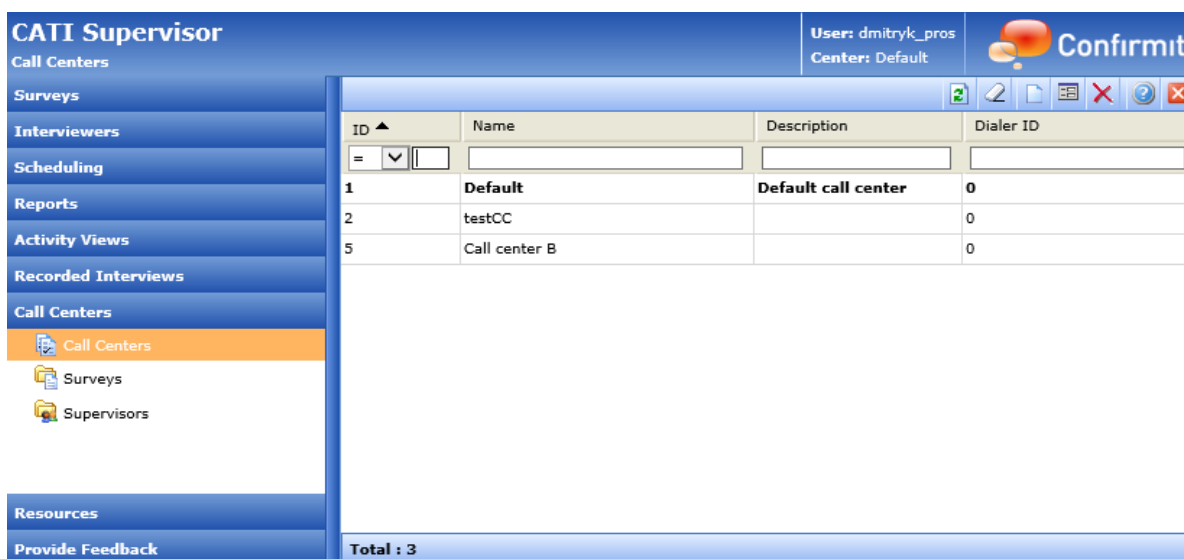 CATI Supervisor
Call Centers
User: dmitryk_pros
Center: Default
Confirmit
Surveys
Interviewers
Scheduling
Reports
Activity Views
Recorded Interviews
Call Centers
Call Centers
Surveys
Supervisors
Resources
Provide Feedback
ID Name Description Dialer ID
=
1 Default Default call center 0
2 testCC 0
5 Call center B 0
Total : 3